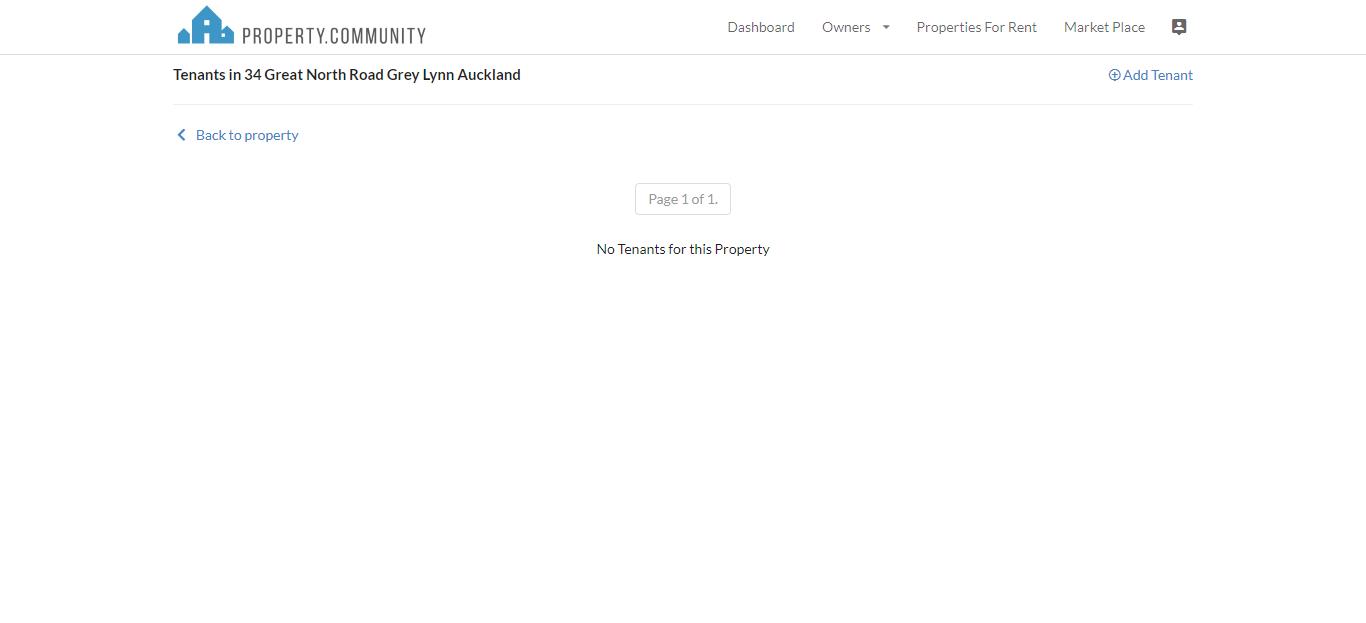 PROPERTY.COMMUNITY
Dashboard Owners Properties For Rent Market Place
Tenants in 34 Great North Road Grey Lynn Auckland
Add Tenant
Back to property
Page 1 of 1.
No Tenants for this Property